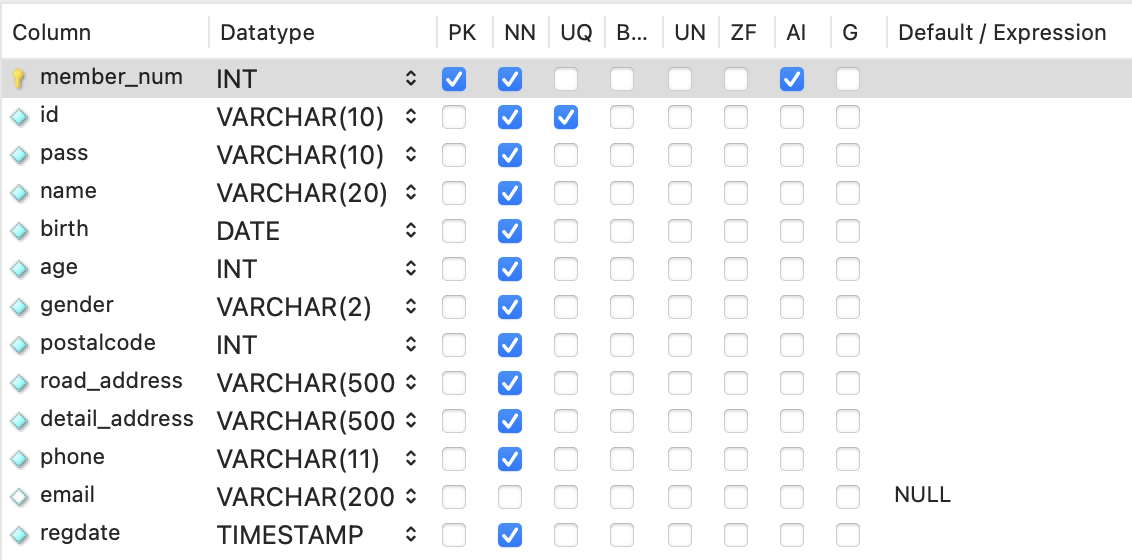 Column Datatype PK NN UQ B... UN ZF AI G Default / Expression
member_num INT
id VARCHAR(10)
pass VARCHAR(10)
name VARCHAR(20)
birth DATE
age INT
gender VARCHAR(2)
postalcode INT
road_address VARCHAR(500
detail_address VARCHAR(500
phone VARCHAR(11)
email VARCHAR(200 NULL
regdate TIMESTAMP